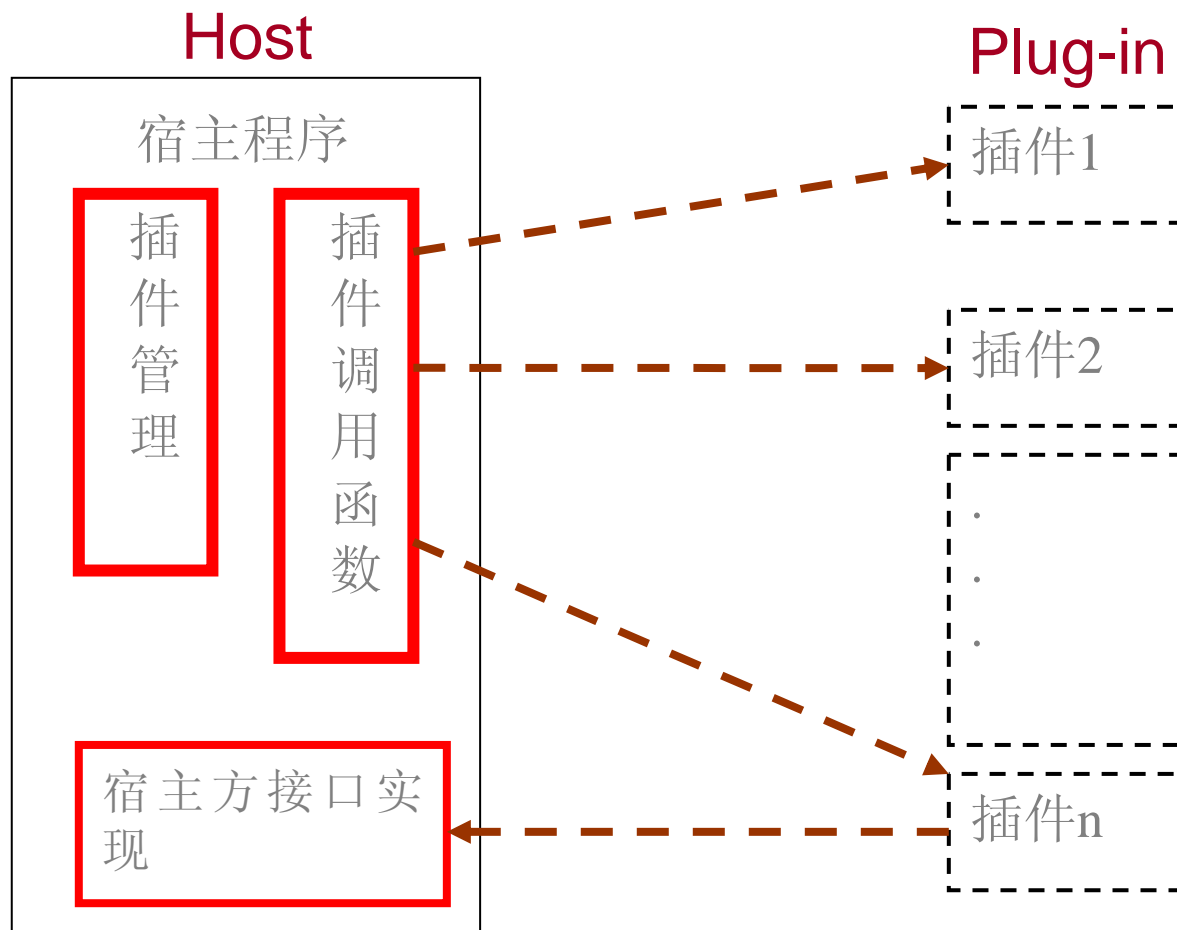 Host
Plug-in
宿主程序
插件管理
插件调用函数
宿主方接口实
现
插件1
插件2
.
.
.
插件n